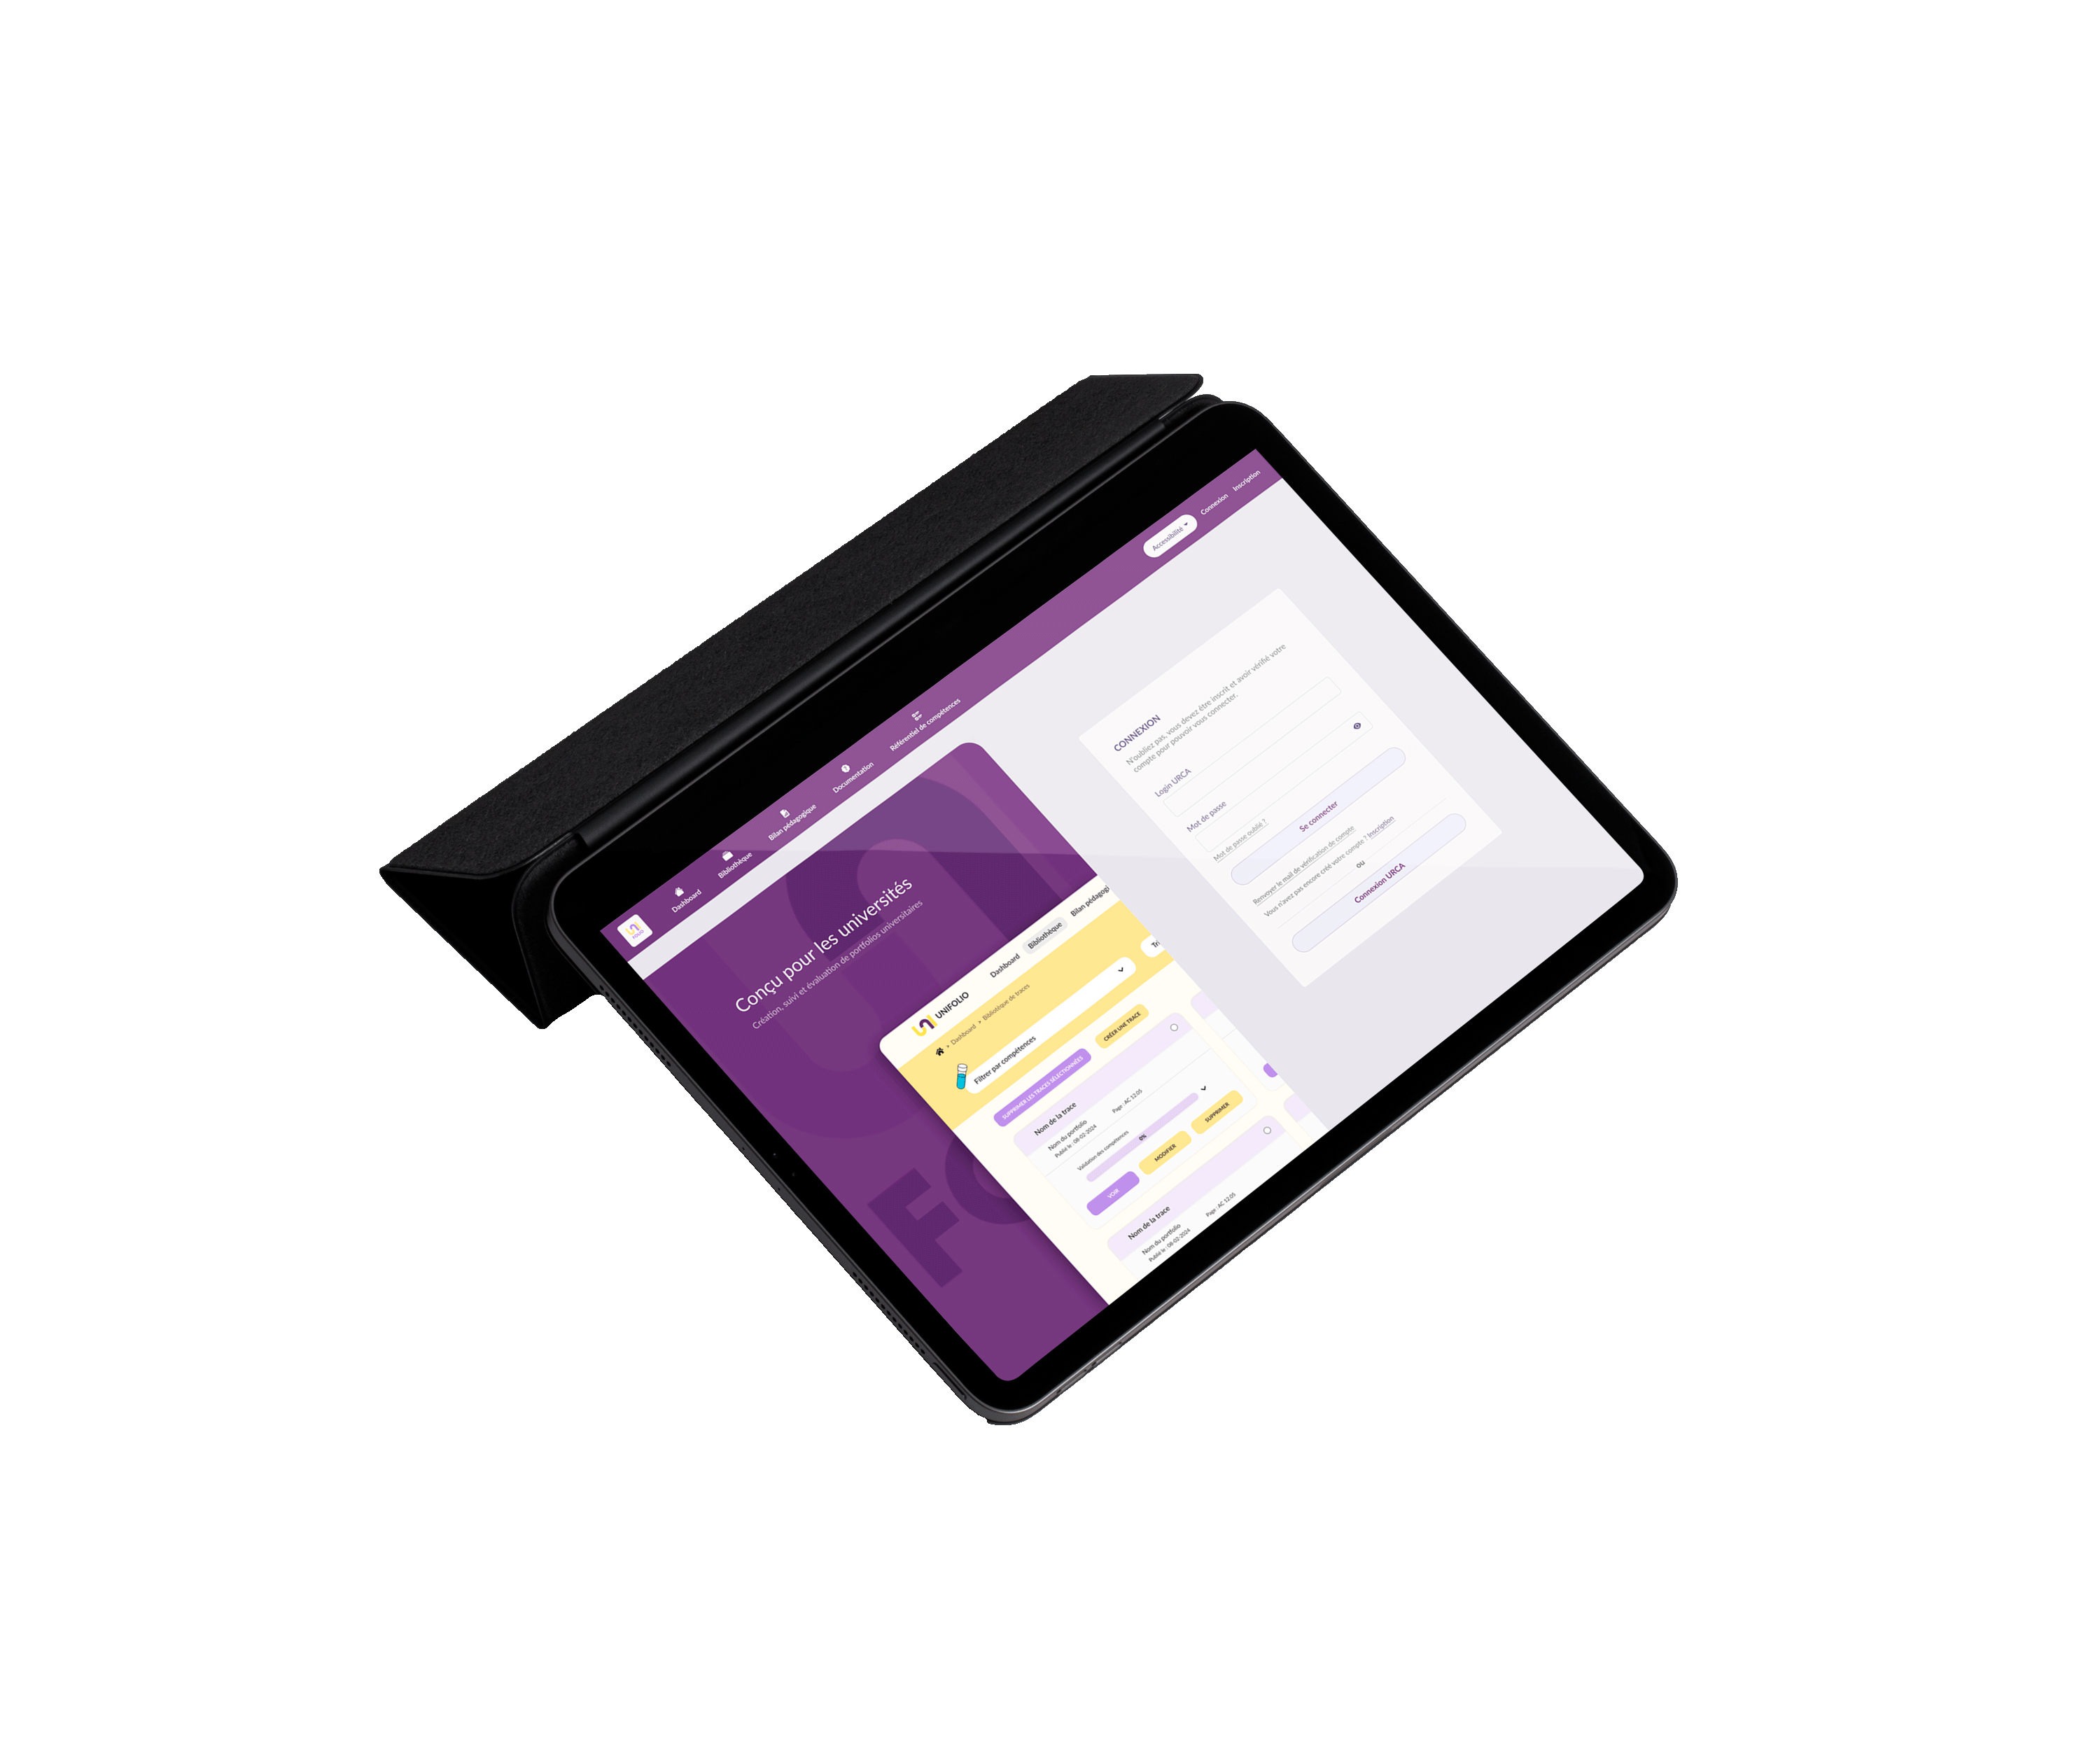 UNI
FOLIO
Dashboard
Bibliothèque
Bilan pédagogique
Documentation
Référentiel de compétences
Accessibilité
Connexion
Inscription
Conçu pour les universités
Création, suivi et évaluation de portfolios universitaires
FO
UNIFOLIO
Dashboard
Bibliothèque
Bilan pédagogi
> Dashboard > Bibliothèque de traces
Filtrer par compétences
Tri
SUPPRIMER LES TRACES SÉLECTIONNÉES
CRÉER UNE TRACE
Nom de la trace
Nom du portfolio
Page : AC 12.05
Publié le : 08-02-2024
Validation des compétences
0%
VOIR
MODIFIER
SUPPRIMER
Nom de la trace
Nom du portfolio
Page : AC 12.05
Publié le : 08-02-2024
CONNEXION
N'oubliez pas, vous devez être inscrit et avoir vérifié votre
compte pour pouvoir vous connecter.
Login URCA
Mot de passe
Mot de passe oublié ?
Se connecter
Renvoyer le mail de vérification de compte
Vous n'avez pas encore créé votre compte ? Inscription
ou
Connexion URCA